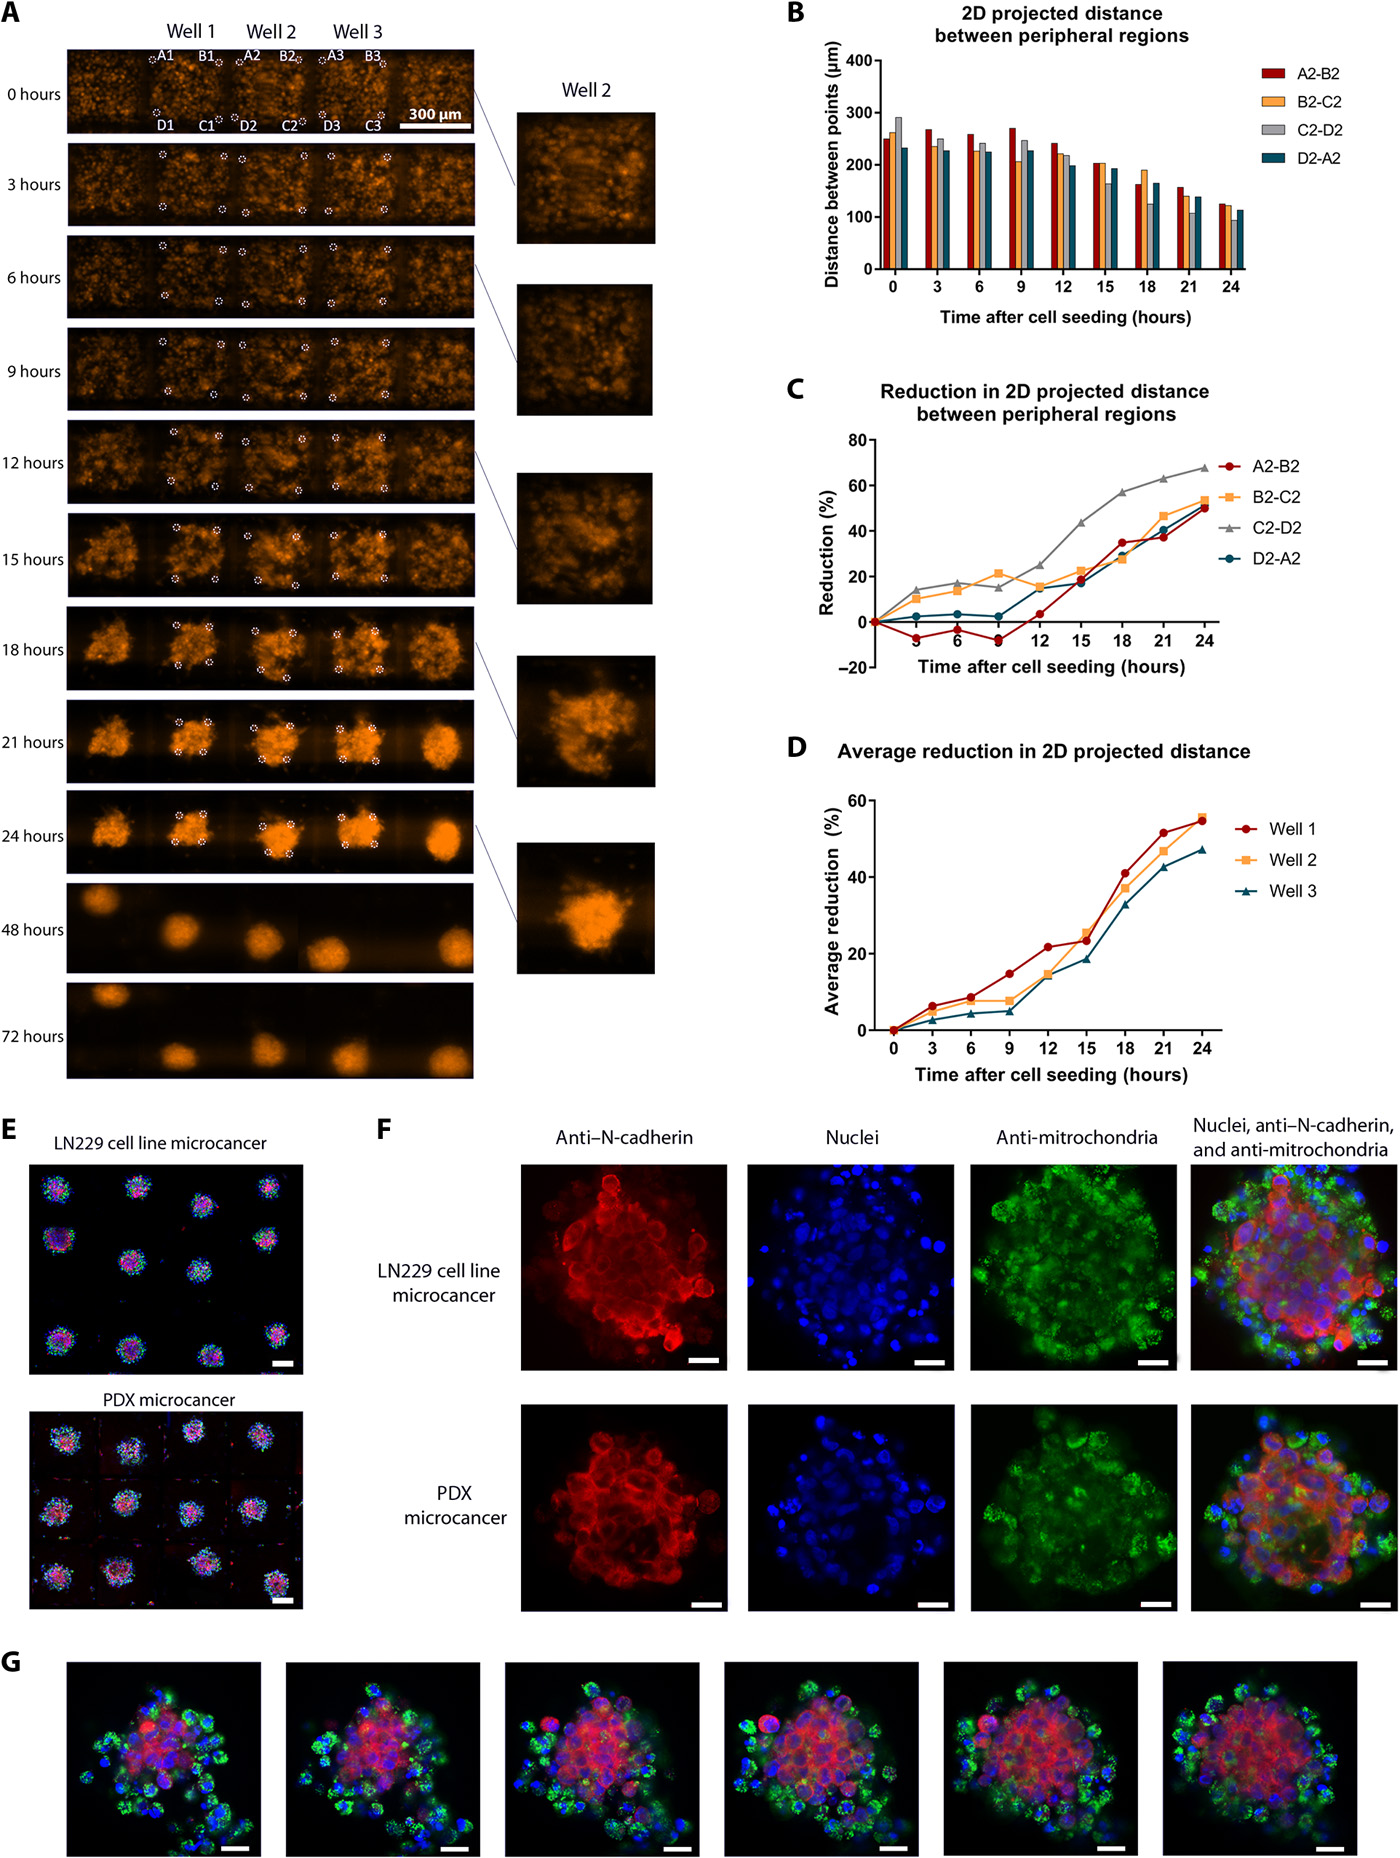 A
Well 1
Well 2
Well 3
0 hours
A1
B1
A2
B2
A3
B3
D1
C1
D2
C2
D3
C3
300 µm
3 hours
6 hours
9 hours
12 hours
15 hours
18 hours
21 hours
24 hours
48 hours
72 hours
Well 2
B
2D projected distance
between peripheral regions
Distance between points (µm)
400
300
200
100
0
0 3 6 9 12 15 18 21 24
Time after cell seeding (hours)
A2-B2
B2-C2
C2-D2
D2-A2
C
Reduction in 2D projected distance
between peripheral regions
Reduction (%)
80
60
40
20
0
–20
3 6 9 12 15 18 21 24
Time after cell seeding (hours)
A2-B2
B2-C2
C2-D2
D2-A2
D
Average reduction in 2D projected distance
Average reduction (%)
60
40
20
0
0 3 6 9 12 15 18 21 24
Time after cell seeding (hours)
Well 1
Well 2
Well 3
E
LN229 cell line microcancer
PDX microcancer
F
Anti–N-cadherin
Nuclei
Anti-mitrochondria
Nuclei, anti–N-cadherin,
and anti-mitrochondria
LN229 cell line
microcancer
PDX
microcancer
G